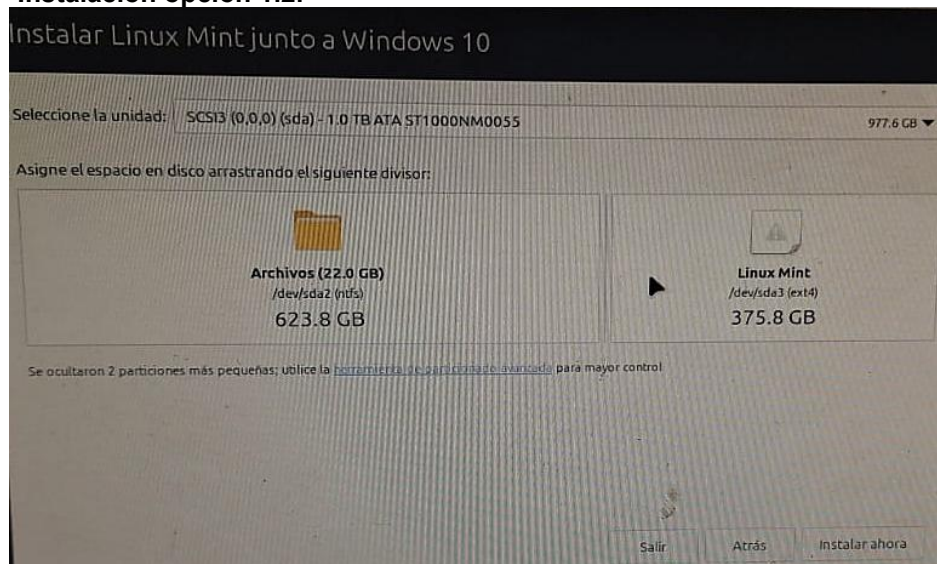 Instalación opción 1.2.
Instalar Linux Mint junto a Windows 10
Seleccione la unidad: SCSI3 (0,0,0) (sda) - 1.0 TB ATA ST1000NM0055 977.6 GB
Asigne el espacio en disco arrastrando el siguiente divisor:
Archivos (22.0 GB)
/dev/sda2 (ntfs)
623.8 GB
Linux Mint
/dev/sda3 (ext4)
375.8 GB
Se ocultaron 2 particiones más pequeñas; utilice la herramienta de particionado avanzada para mayor control
Salir Atrás Instalar ahora